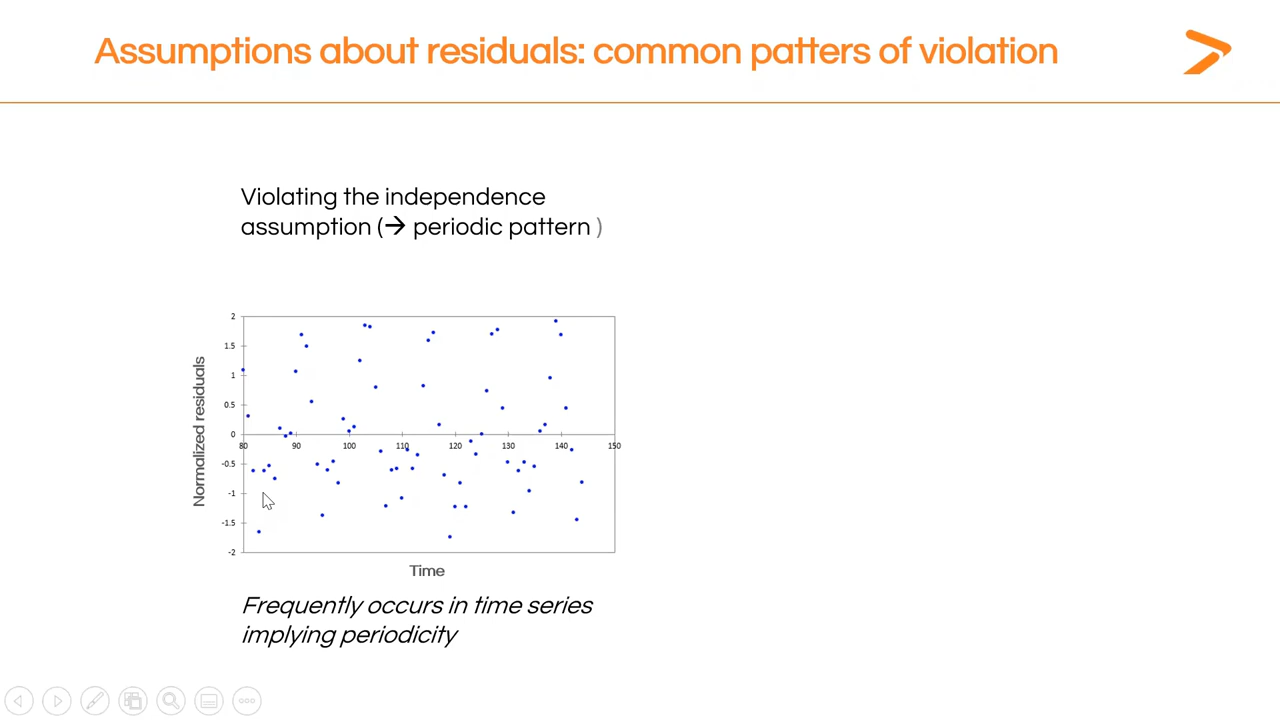 Assumptions about residuals: common patters of violation
Violating the independence
assumption (→ periodic pattern )
2
1.5
1
0.5
0
-0.5
-1
-1.5
-2
80 90 100 110 120 130 140 150
Normalized residuals
Time
Frequently occurs in time series
implying periodicity